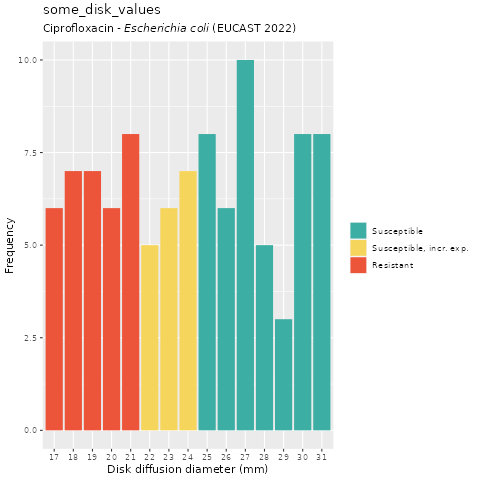 some_disk_values
Ciprofloxacin - Escherichia coli (EUCAST 2022)
10.0
7.5
5.0
2.5
0.0
Frequency
17 18 19 20 21 22 23 24 25 26 27 28 29 30 31
Disk diffusion diameter (mm)
Susceptible
Susceptible, incr. exp.
Resistant